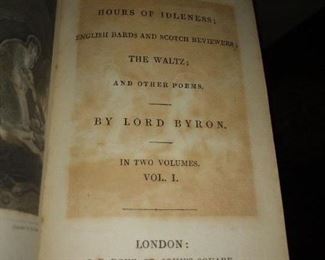 HOURS OF IDLENESS;
ENGLISH BARDS AND SCOTCH REVIEWERS;
THE WALTZ;
AND OTHER POEMS.
BY LORD BYRON.
IN TWO VOLUMES.
VOL. I.
LONDON: